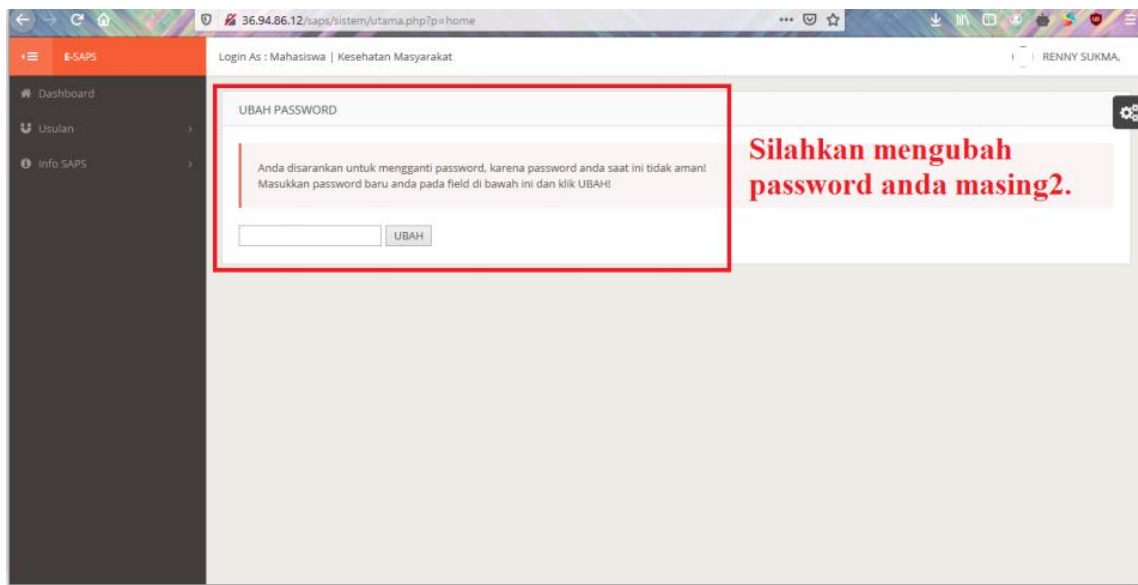 36.94.86.12/saps/sistem/utama.php?p=home
E-SAPS
Login As : Mahasiswa | Kesehatan Masyarakat
RENNY SUKMA,
Dashboard
Usulan
Info SAPS
UBAH PASSWORD
Anda disarankan untuk mengganti password, karena password anda saat ini tidak aman!
Masukkan password baru anda pada field di bawah ini dan klik UBAH!
UBAH
Silahkan mengubah
password anda masing2.